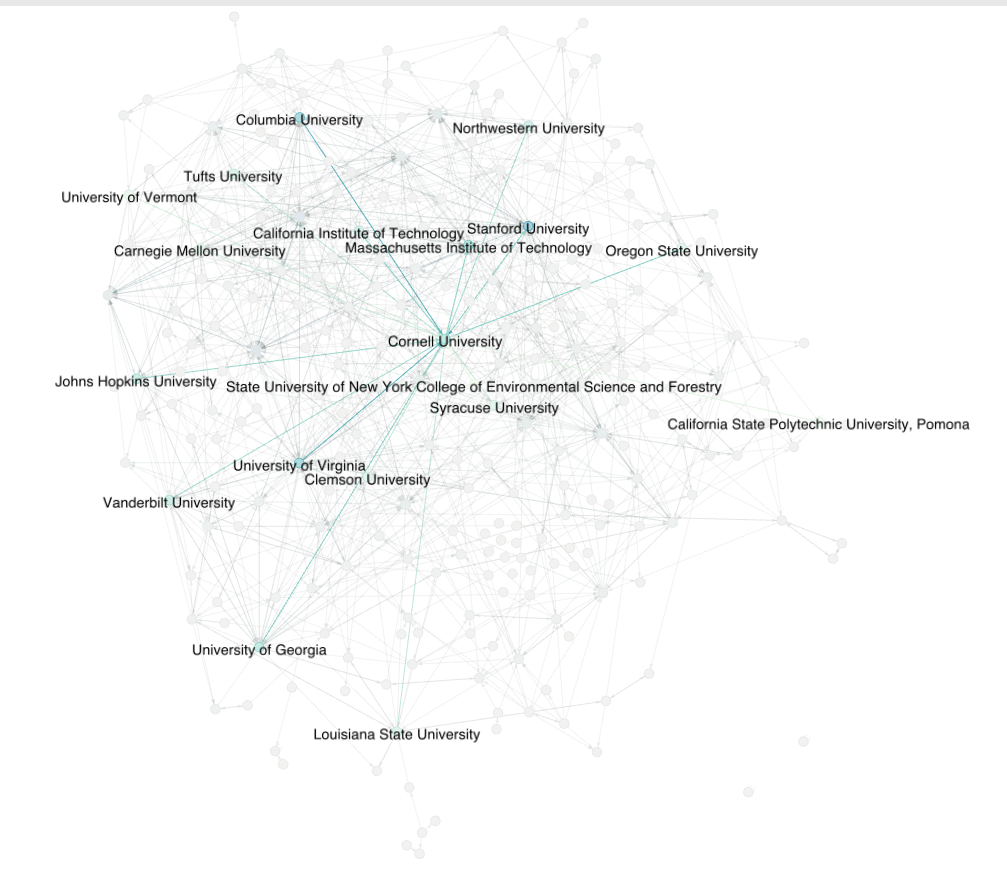 Columbia University
Northwestern University
Tufts University
University of Vermont
Stanford University
California Institute of Technology
Massachusetts Institute of Technology
Carnegie Mellon University
Oregon State University
Cornell University
Johns Hopkins University
State University of New York College of Environmental Science and Forestry
Syracuse University
California State Polytechnic University, Pomona
University of Virginia
Clemson University
Vanderbilt University
University of Georgia
Louisiana State University